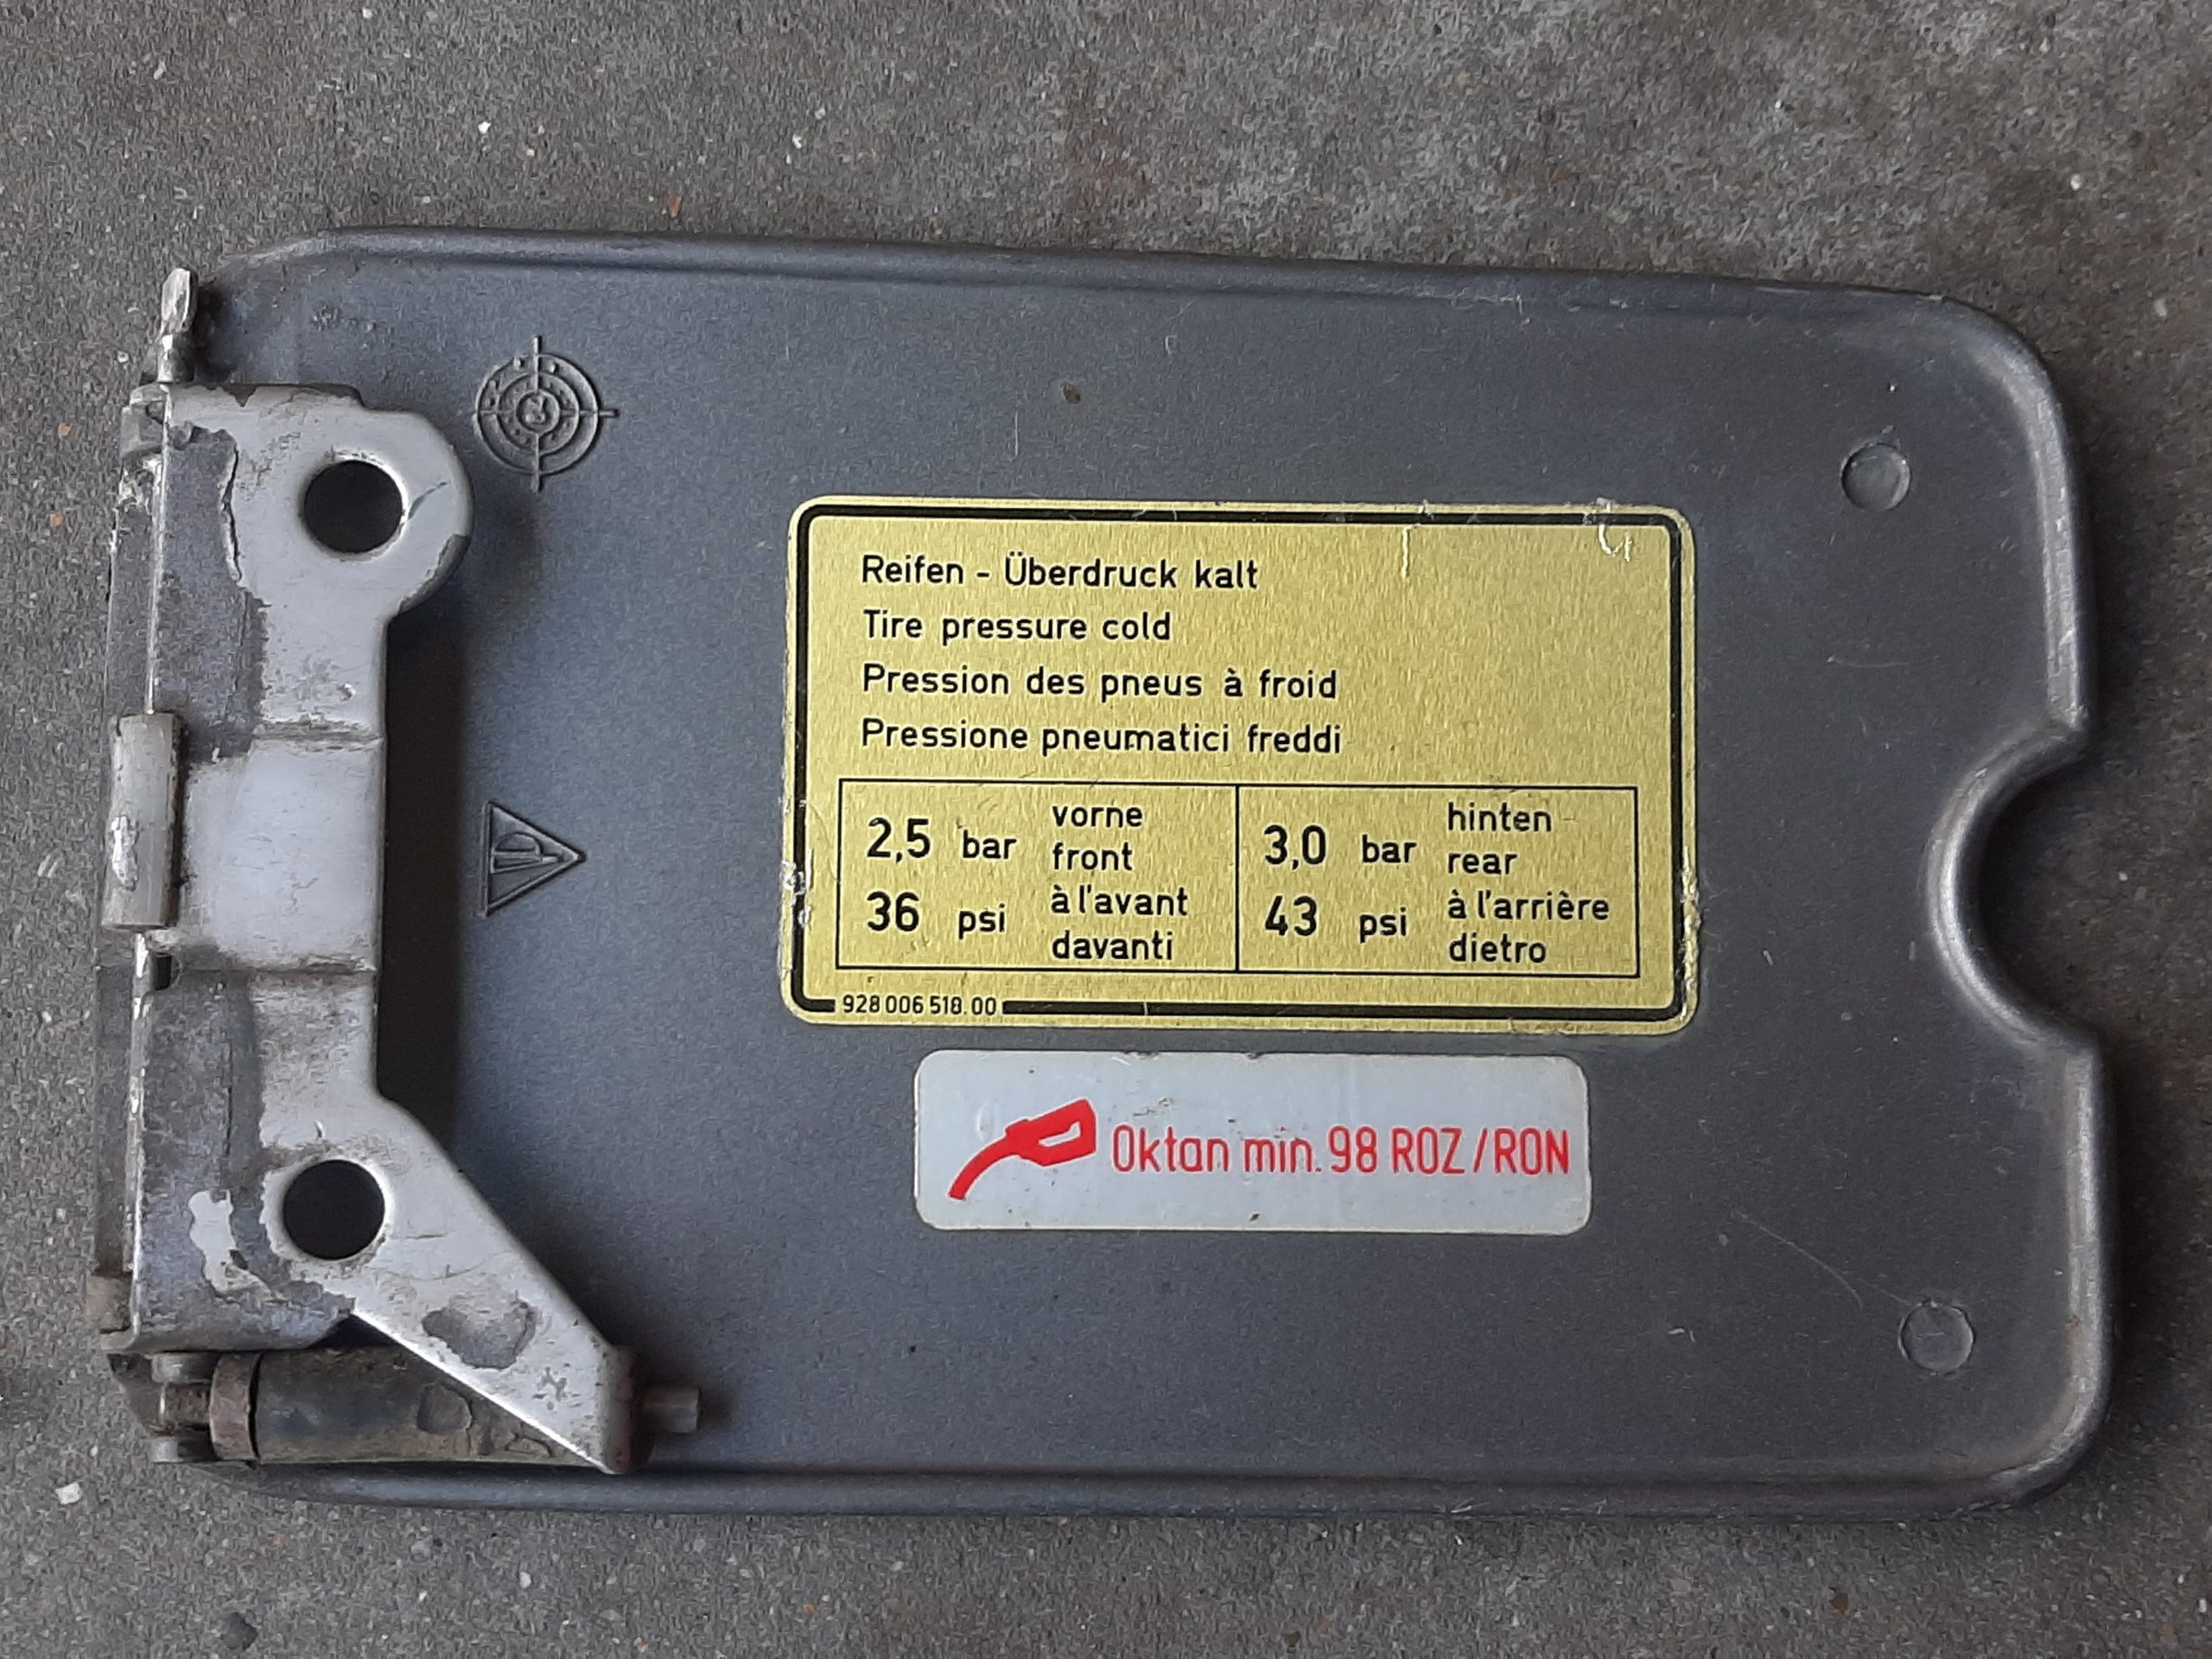 Reifen - Überdruck kalt
Tire pressure cold
Pression des pneus à froid
Pressione pneumatici freddi
2,5 bar
36 psi
vorne
front
à l'avant
davanti
3,0 bar
43 psi
hinten
rear
à l'arrière
dietro
928 006 518.00
Oktan min. 98 ROZ/RON